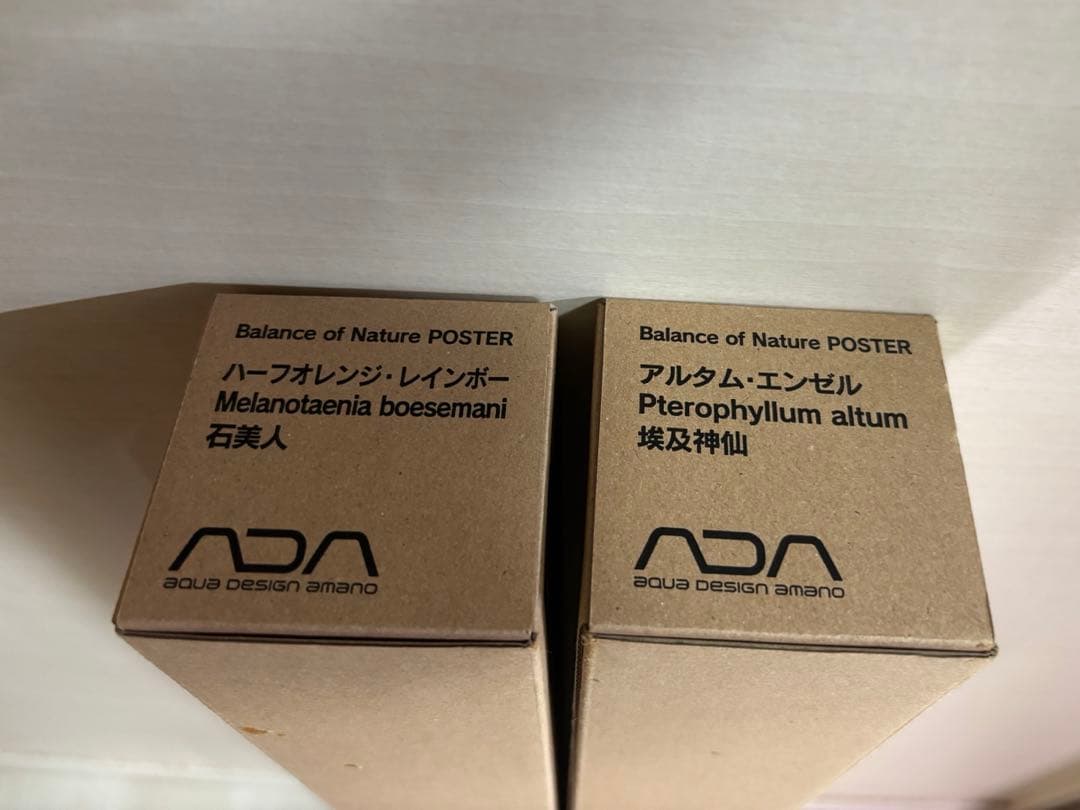 Balance of Nature POSTER
ハーフオレンジ・レインボー
Melanotaenia boesemani
石美人
ADA
aqua DESIGN amano
Balance of Nature POSTER
アルタム・エンゼル
Pterophyllum altum
埃及神仙
ADA
aqua DESIGN amano